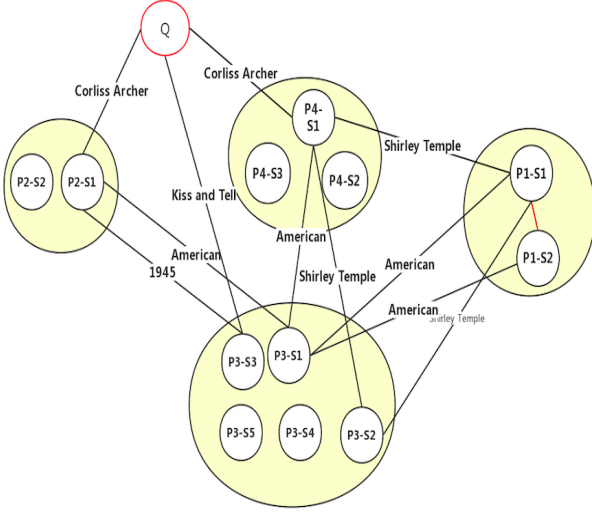 Q
Corliss Archer
Corliss Archer
P4-
S1
Shirley Temple
P4-S3
P4-S2
P2-S2
P2-S1
P1-S1
Kiss and Tell
American
American
1945
Shirley Temple
American
P1-S2
American
Shirley Temple
P3-S3
P3-S1
P3-S5
P3-S4
P3-S2